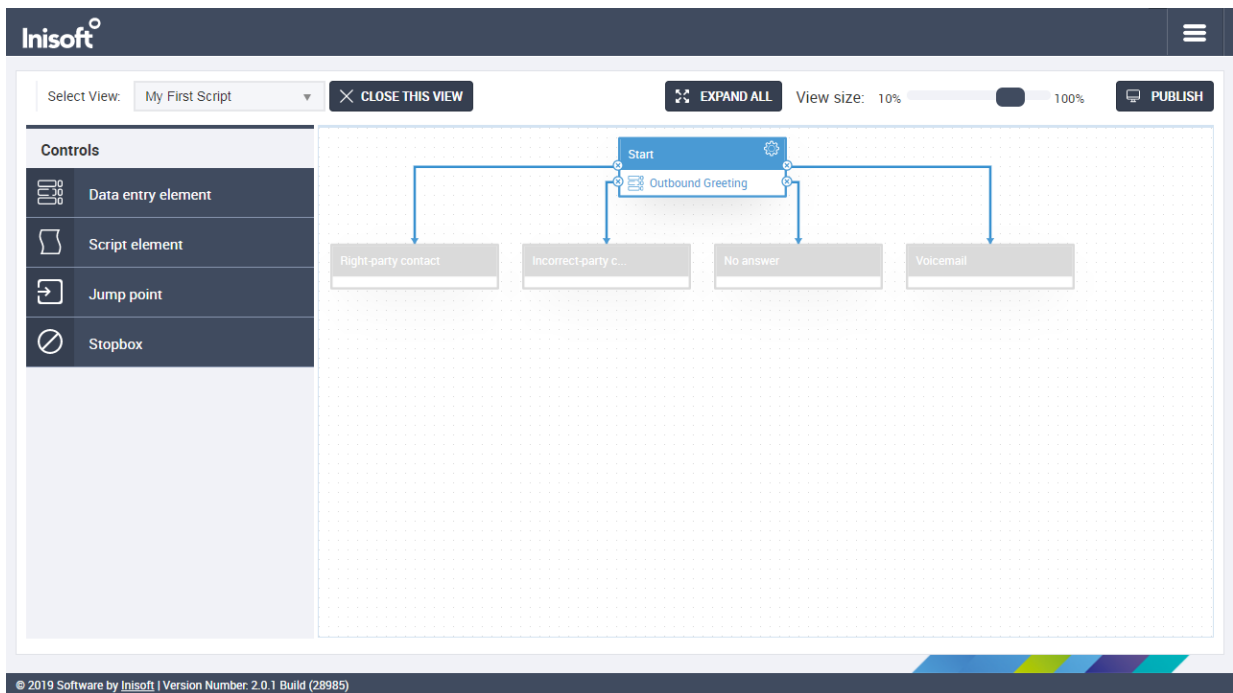 Inisoft
Select View: My First Script CLOSE THIS VIEW EXPAND ALL View size: 10% 100% PUBLISH
Controls
Data entry element
Script element
Jump point
Stopbox
Start
Outbound Greeting
Right-party contact
Incorrect-party c...
No answer
Voicemail
© 2019 Software by Inisoft | Version Number: 2.0.1 Build (28985)